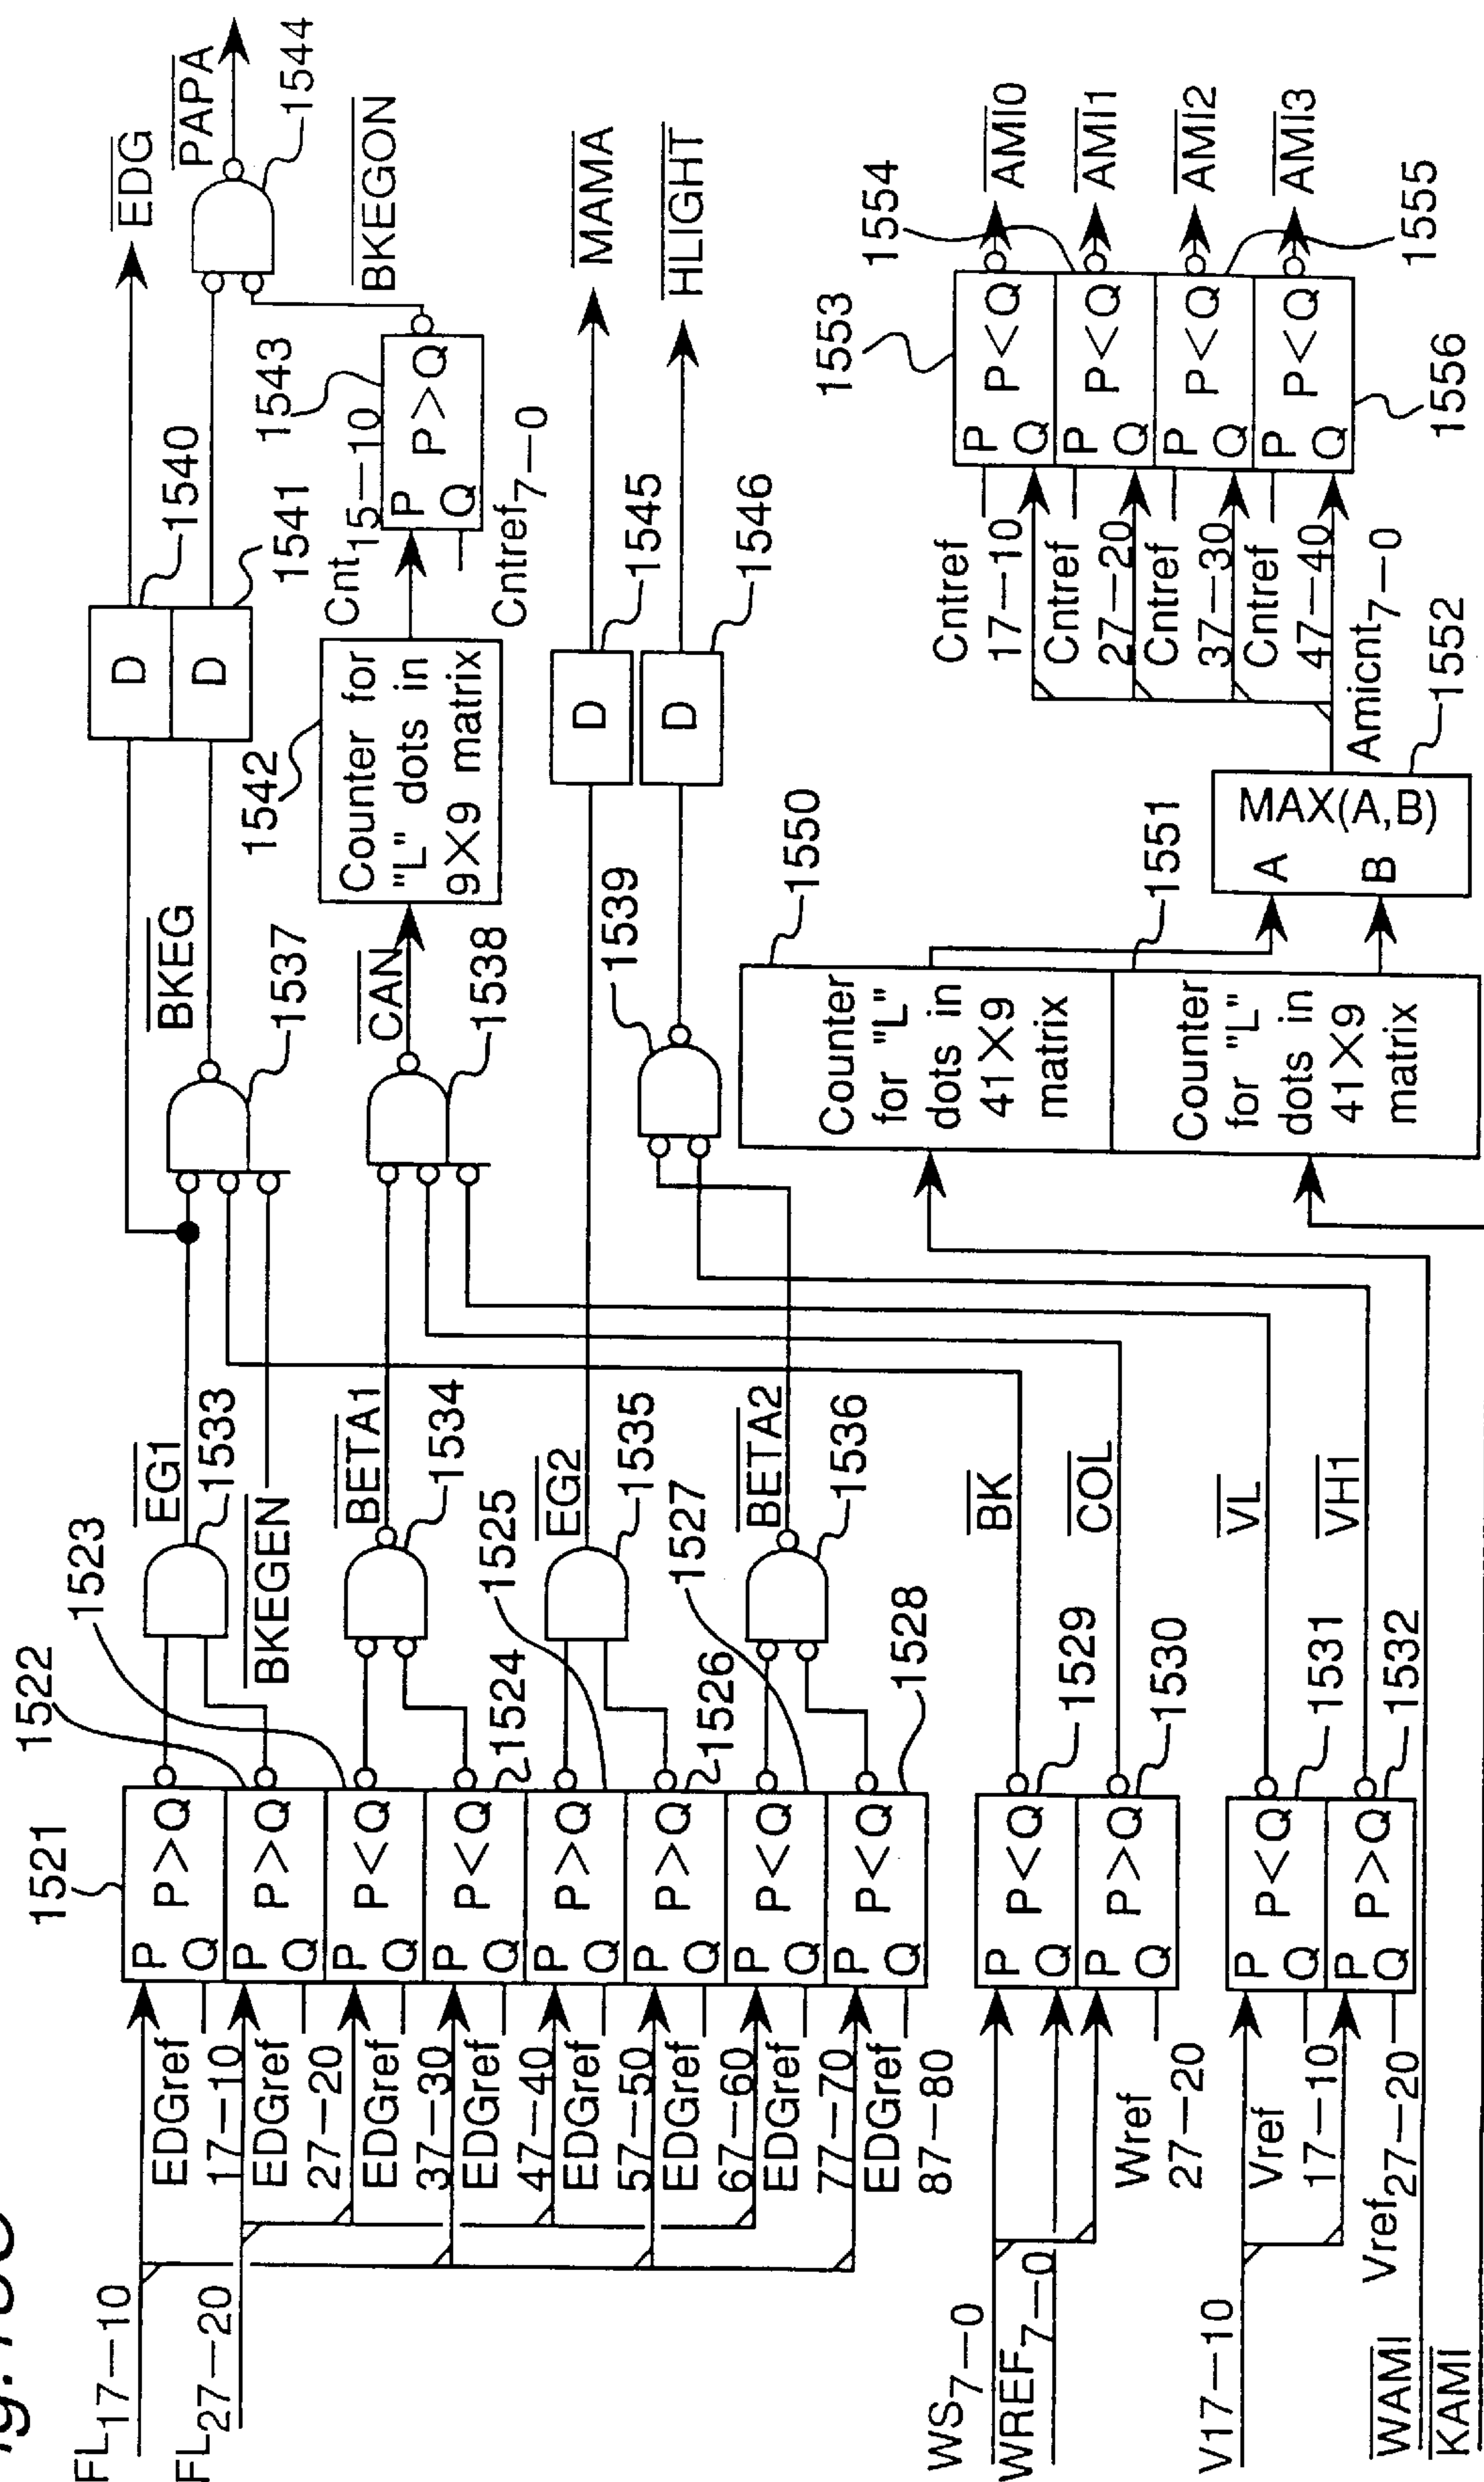 FL17—10
FL27—20
EDGref
17—10
EDGref
27—20
EDGref
37—30
EDGref
47—40
EDGref
57—50
EDGref
67—60
EDGref
77—70
EDGref
87—80
1521
1522
1523
1524
1525
1526
1527
1528
P P>Q
Q
P P>Q
Q
P P<Q
Q
P P<Q
Q
P P>Q
Q
P P>Q
Q
P P<Q
Q
P P<Q
Q
WS7—0
WREF7—0
Wref
27—20
P P<Q
Q
P P>Q
Q
1529
1530
V17—10
Vref
17—10
Vref27—20
P P<Q
Q
P P>Q
Q
1531
1532
WAMI
KAMI
EG1
1533
BKEGEN
BETA1
1534
EG2
1535
BETA2
1536
BK
COL
VL
VH1
BKEG
1537
CAN
1538
1539
D
1540
D
1541
EDG
PAPA
1544
1542
Counter for
"L" dots in
9×9 matrix
Cnt15—10
1543
P P>Q
Q
Cntref7—0
BKEGON
D
1545
MAMA
D
1546
HLIGHT
1550
Counter
for "L"
dots in
41×9
matrix
1551
Counter
for "L"
dots in
41×9
matrix
MAX(A,B)
A
B
1552
Amicnt7—0
Cntref
17—10
Cntref
27—20
Cntref
37—30
Cntref
47—40
1553
1554
P P<Q
Q
P P<Q
Q
P P<Q
Q
P P<Q
Q
1555
1556
AMI0
AMI1
AMI2
AMI3